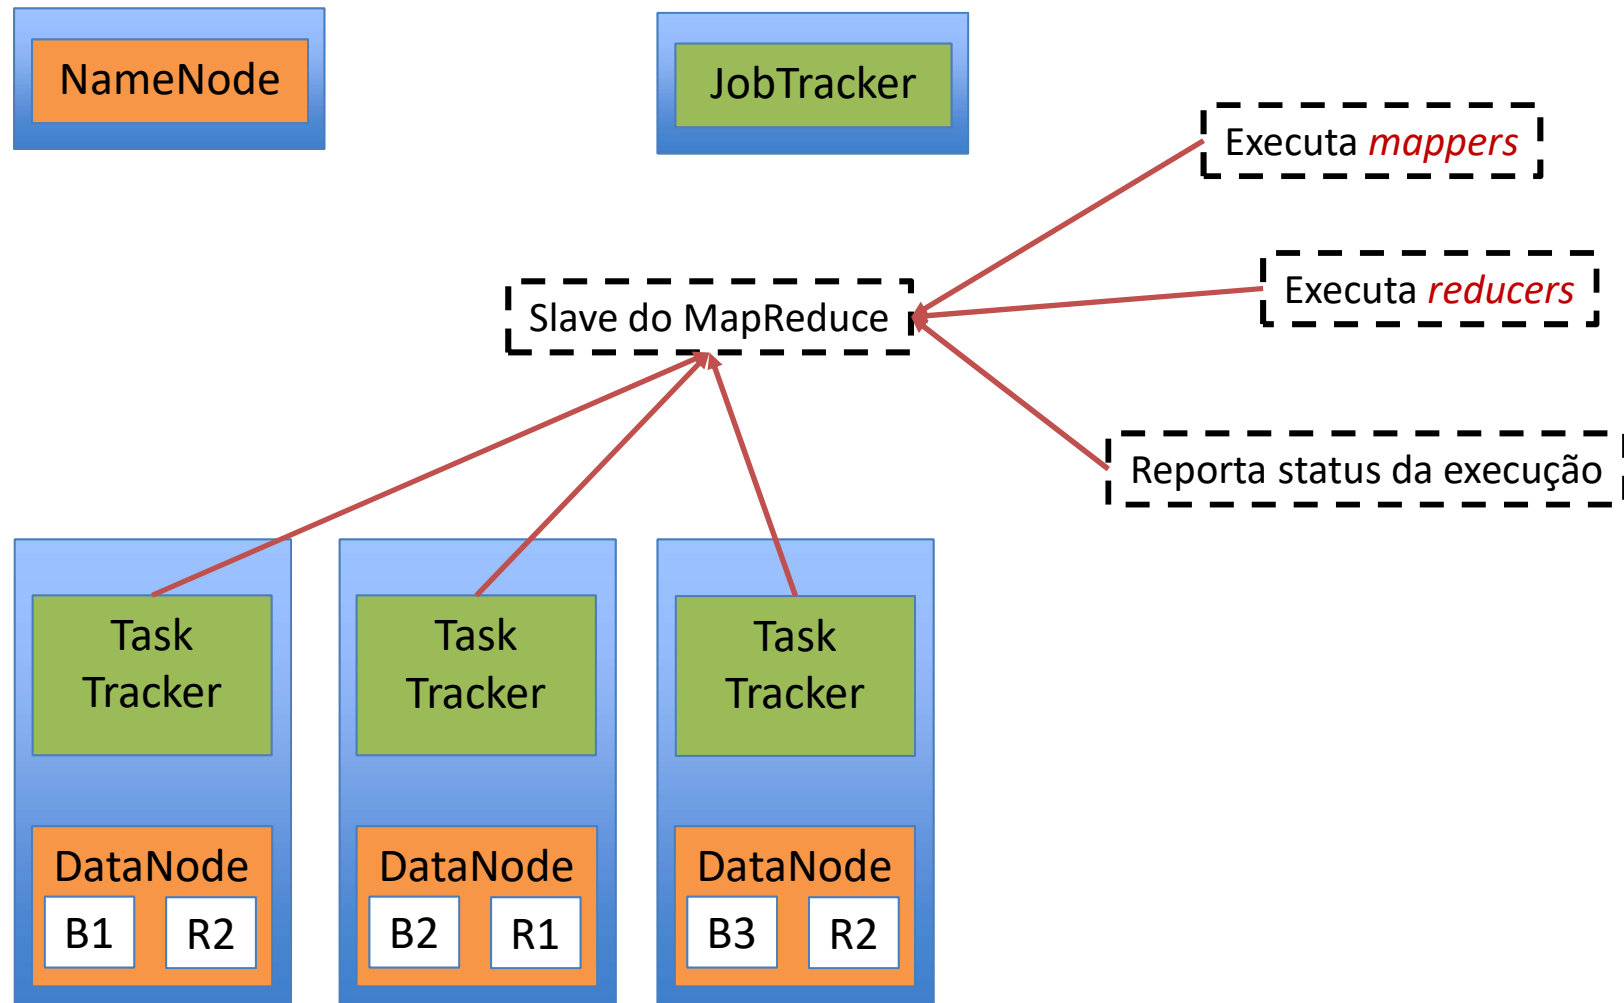 NameNode
JobTracker
Executa mappers
Executa reducers
Slave do MapReduce
Reporta status da execução
Task
Tracker
Task
Tracker
Task
Tracker
DataNode
B1 R2
DataNode
B2 R1
DataNode
B3 R2